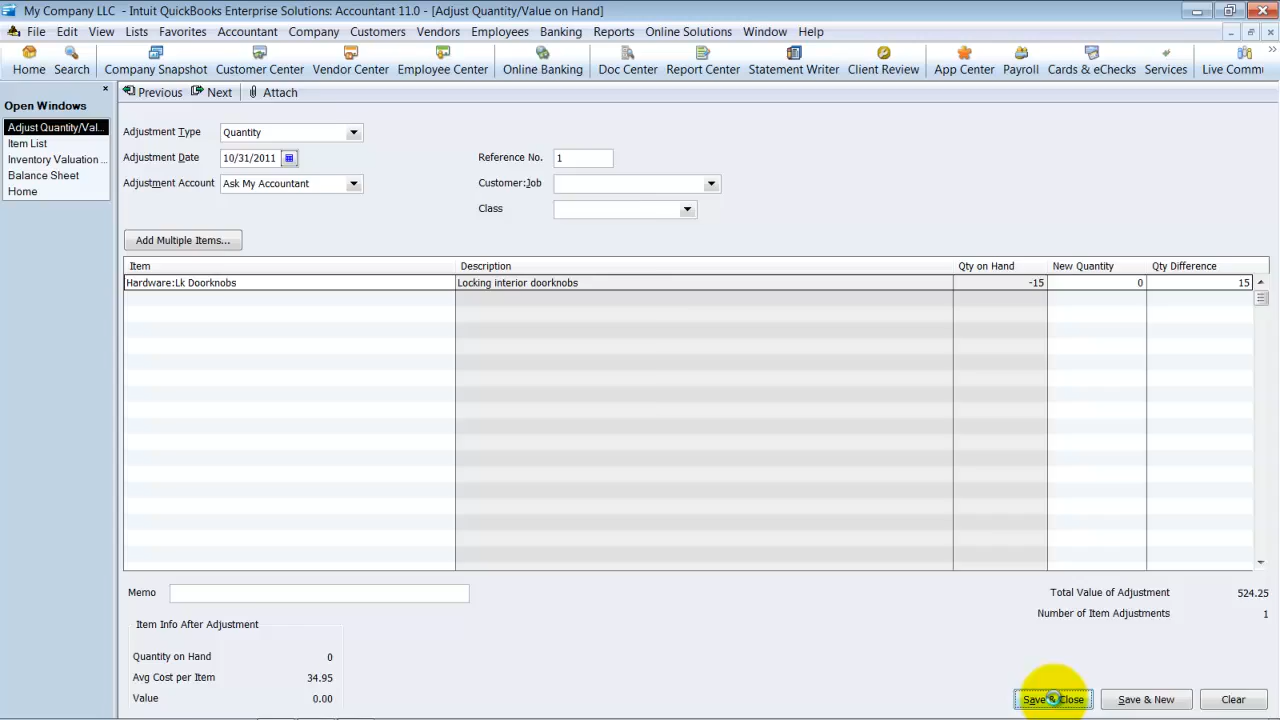 My Company LLC - Intuit QuickBooks Enterprise Solutions: Accountant 11.0 - [Adjust Quantity/Value on Hand]
File Edit View Lists Favorites Accountant Company Customers Vendors Employees Banking Reports Online Solutions Window Help
Home Search Company Snapshot Customer Center Vendor Center Employee Center Online Banking Doc Center Report Center Statement Writer Client Review App Center Payroll Cards & eChecks Services Live Commu
Previous Next Attach
Open Windows
Adjust Quantity/Val...
Item List
Inventory Valuation ...
Balance Sheet
Home
Adjustment Type Quantity
Adjustment Date 10/31/2011 Reference No. 1
Adjustment Account Ask My Accountant Customer:Job
Class
Add Multiple Items...
Item Description Qty on Hand New Quantity Qty Difference
Hardware:Lk Doorknobs Locking interior doorknobs -15 0 15
Memo Total Value of Adjustment 524.25
Number of Item Adjustments 1
Item Info After Adjustment
Quantity on Hand 0
Avg Cost per Item 34.95
Value 0.00
Save & Close Save & New Clear